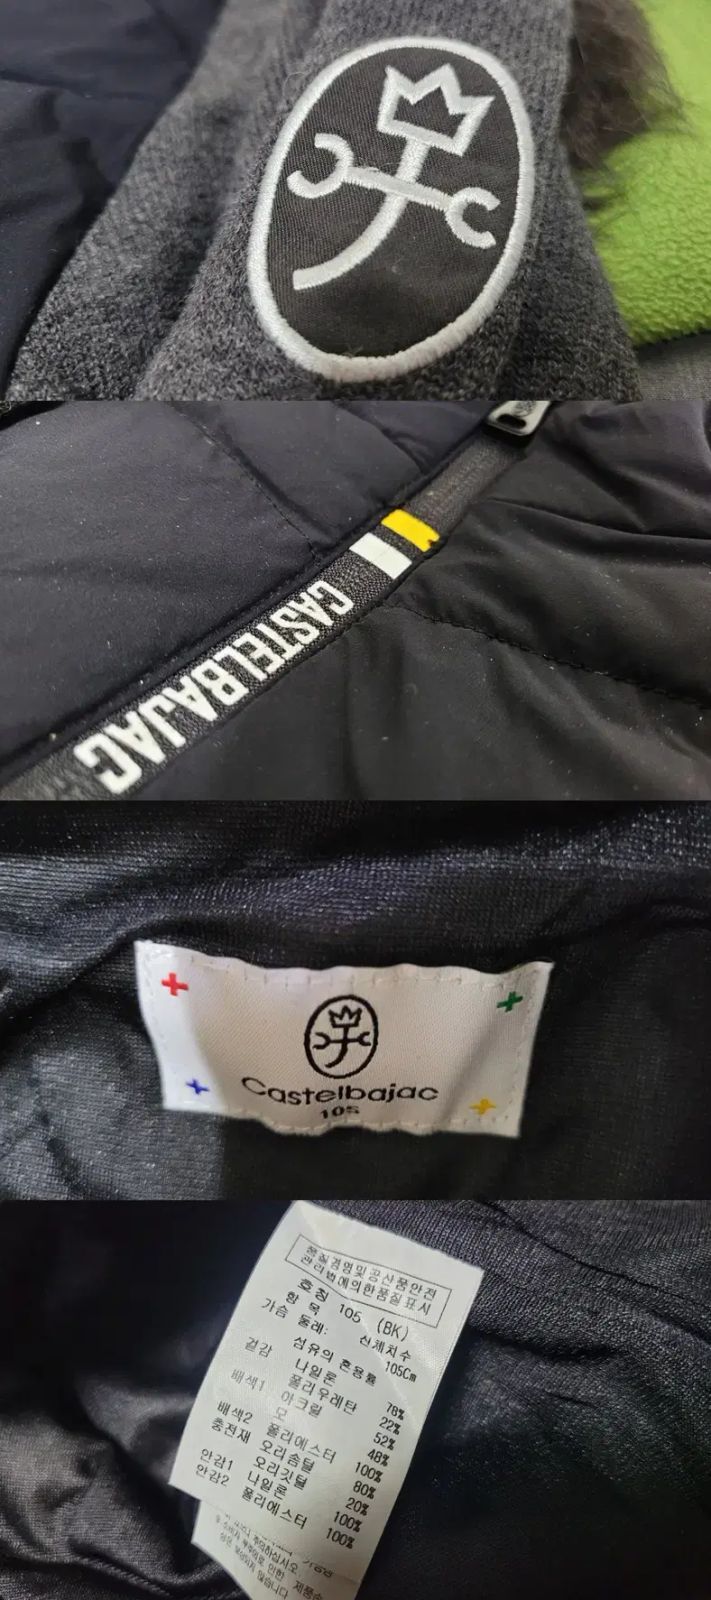 CASTELBAJAC
Castelbajac
105
품질경영및공산품안전
관리법에의한품질표시
호칭 105 (BK)
항 목 신체치수
가슴 둘레: 105Cm
섬유의 혼용률
겉감 나일론 78%
폴리우레탄 22%
배색1 아크릴 52%
모 48%
배색2 폴리에스터 100%
충전재 오리솜털 80%
오리깃털 20%
안감1 나일론 100%
안감2 폴리에스터 100%